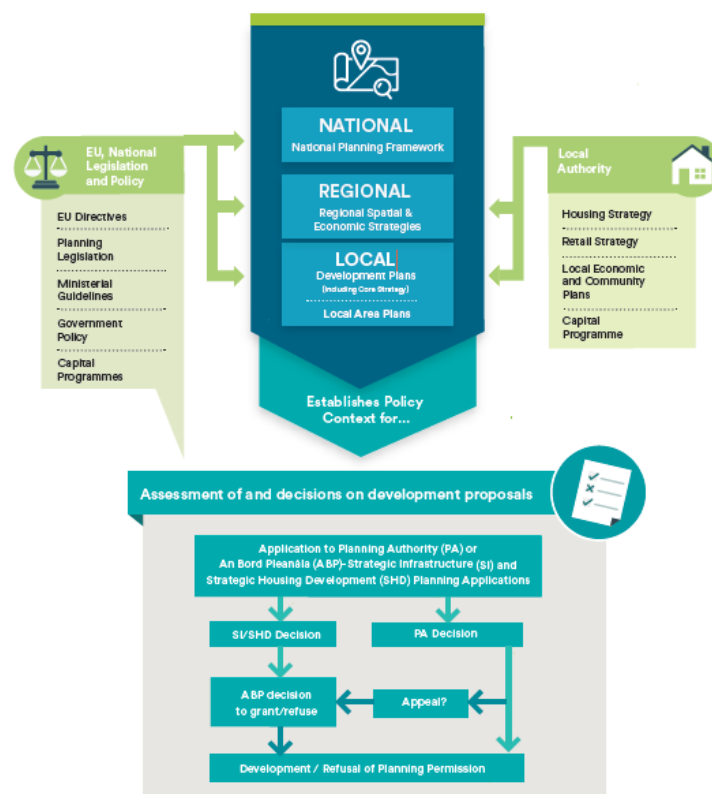 NATIONAL
National Planning Framework
REGIONAL
Regional Spatial &
Economic Strategies
LOCAL
Development Plans
(Including Core Strategy)
Local Area Plans
EU, National
Legislation
and Policy
EU Directives
Planning
Legislation
Ministerial
Guidelines
Government
Policy
Capital
Programmes
Local
Authority
Housing Strategy
Retail Strategy
Local Economic
and Community
Plans
Capital
Programme
Establishes Policy
Context for...
Assessment of and decisions on development proposals
Application to Planning Authority (PA) or
An Bord Pleanála (ABP)-Strategic Infrastructure (SI) and
Strategic Housing Development (SHD) Planning Applications
SI/SHD Decision
PA Decision
ABP decision
to grant/refuse
Appeal?
Development / Refusal of Planning Permission